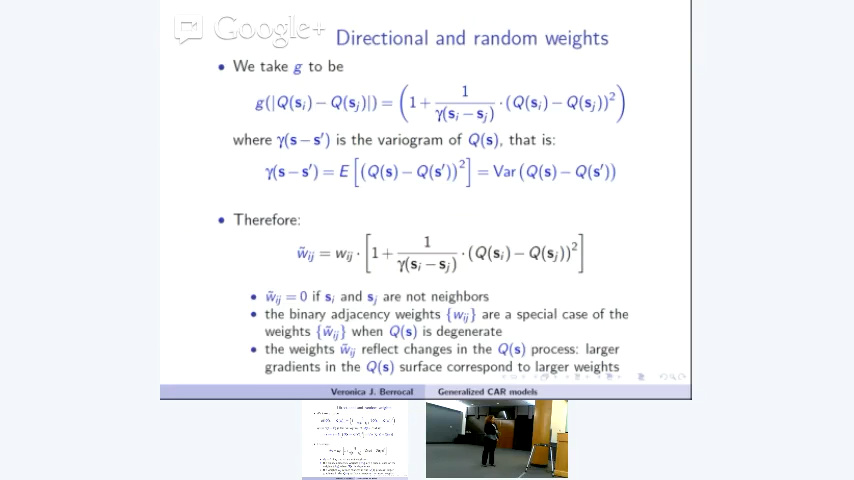 Google+
Directional and random weights
• We take g to be
g(|Q(sᵢ) − Q(sⱼ)|) = (1 + 1/γ(sᵢ − sⱼ) · (Q(sᵢ) − Q(sⱼ))²)
where γ(s − s′) is the variogram of Q(s), that is:
γ(s − s′) = E[(Q(s) − Q(s′))²] = Var(Q(s) − Q(s′))
• Therefore:
w̃ᵢⱼ = wᵢⱼ · [1 + 1/γ(sᵢ − sⱼ) · (Q(sᵢ) − Q(sⱼ))²]
• w̃ᵢⱼ = 0 if sᵢ and sⱼ are not neighbors
• the binary adjacency weights {wᵢⱼ} are a special case of the
weights {w̃ᵢⱼ} when Q(s) is degenerate
• the weights w̃ᵢⱼ reflect changes in the Q(s) process: larger
gradients in the Q(s) surface correspond to larger weights
Veronica J. Berrocal Generalized CAR models